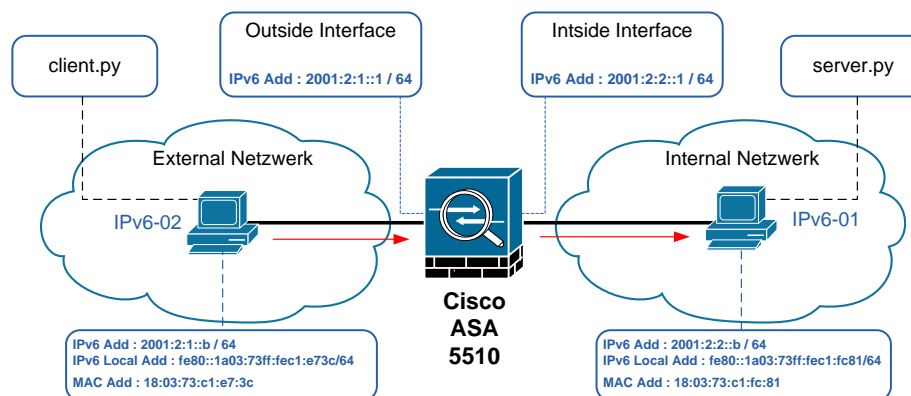 Outside Interface
IPv6 Add : 2001:2:1::1 / 64
Intside Interface
IPv6 Add : 2001:2:2::1 / 64
client.py
server.py
External Netzwerk
Internal Netzwerk
IPv6-02
IPv6-01
Cisco
ASA
5510
IPv6 Add : 2001:2:1::b / 64
IPv6 Local Add : fe80::1a03:73ff:fec1:e73c/64
MAC Add : 18:03:73:c1:e7:3c
IPv6 Add : 2001:2:2::b / 64
IPv6 Local Add : fe80::1a03:73ff:fec1:fc81/64
MAC Add : 18:03:73:c1:fc:81